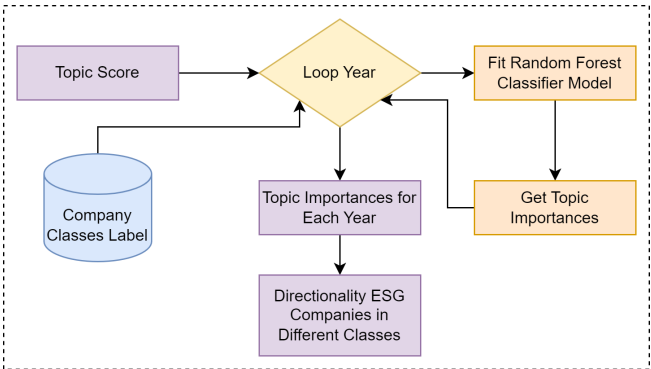 Topic Score
Loop Year
Fit Random Forest
Classifier Model
Company
Classes Label
Topic Importances for
Each Year
Get Topic
Importances
Directionality ESG
Companies in
Different Classes